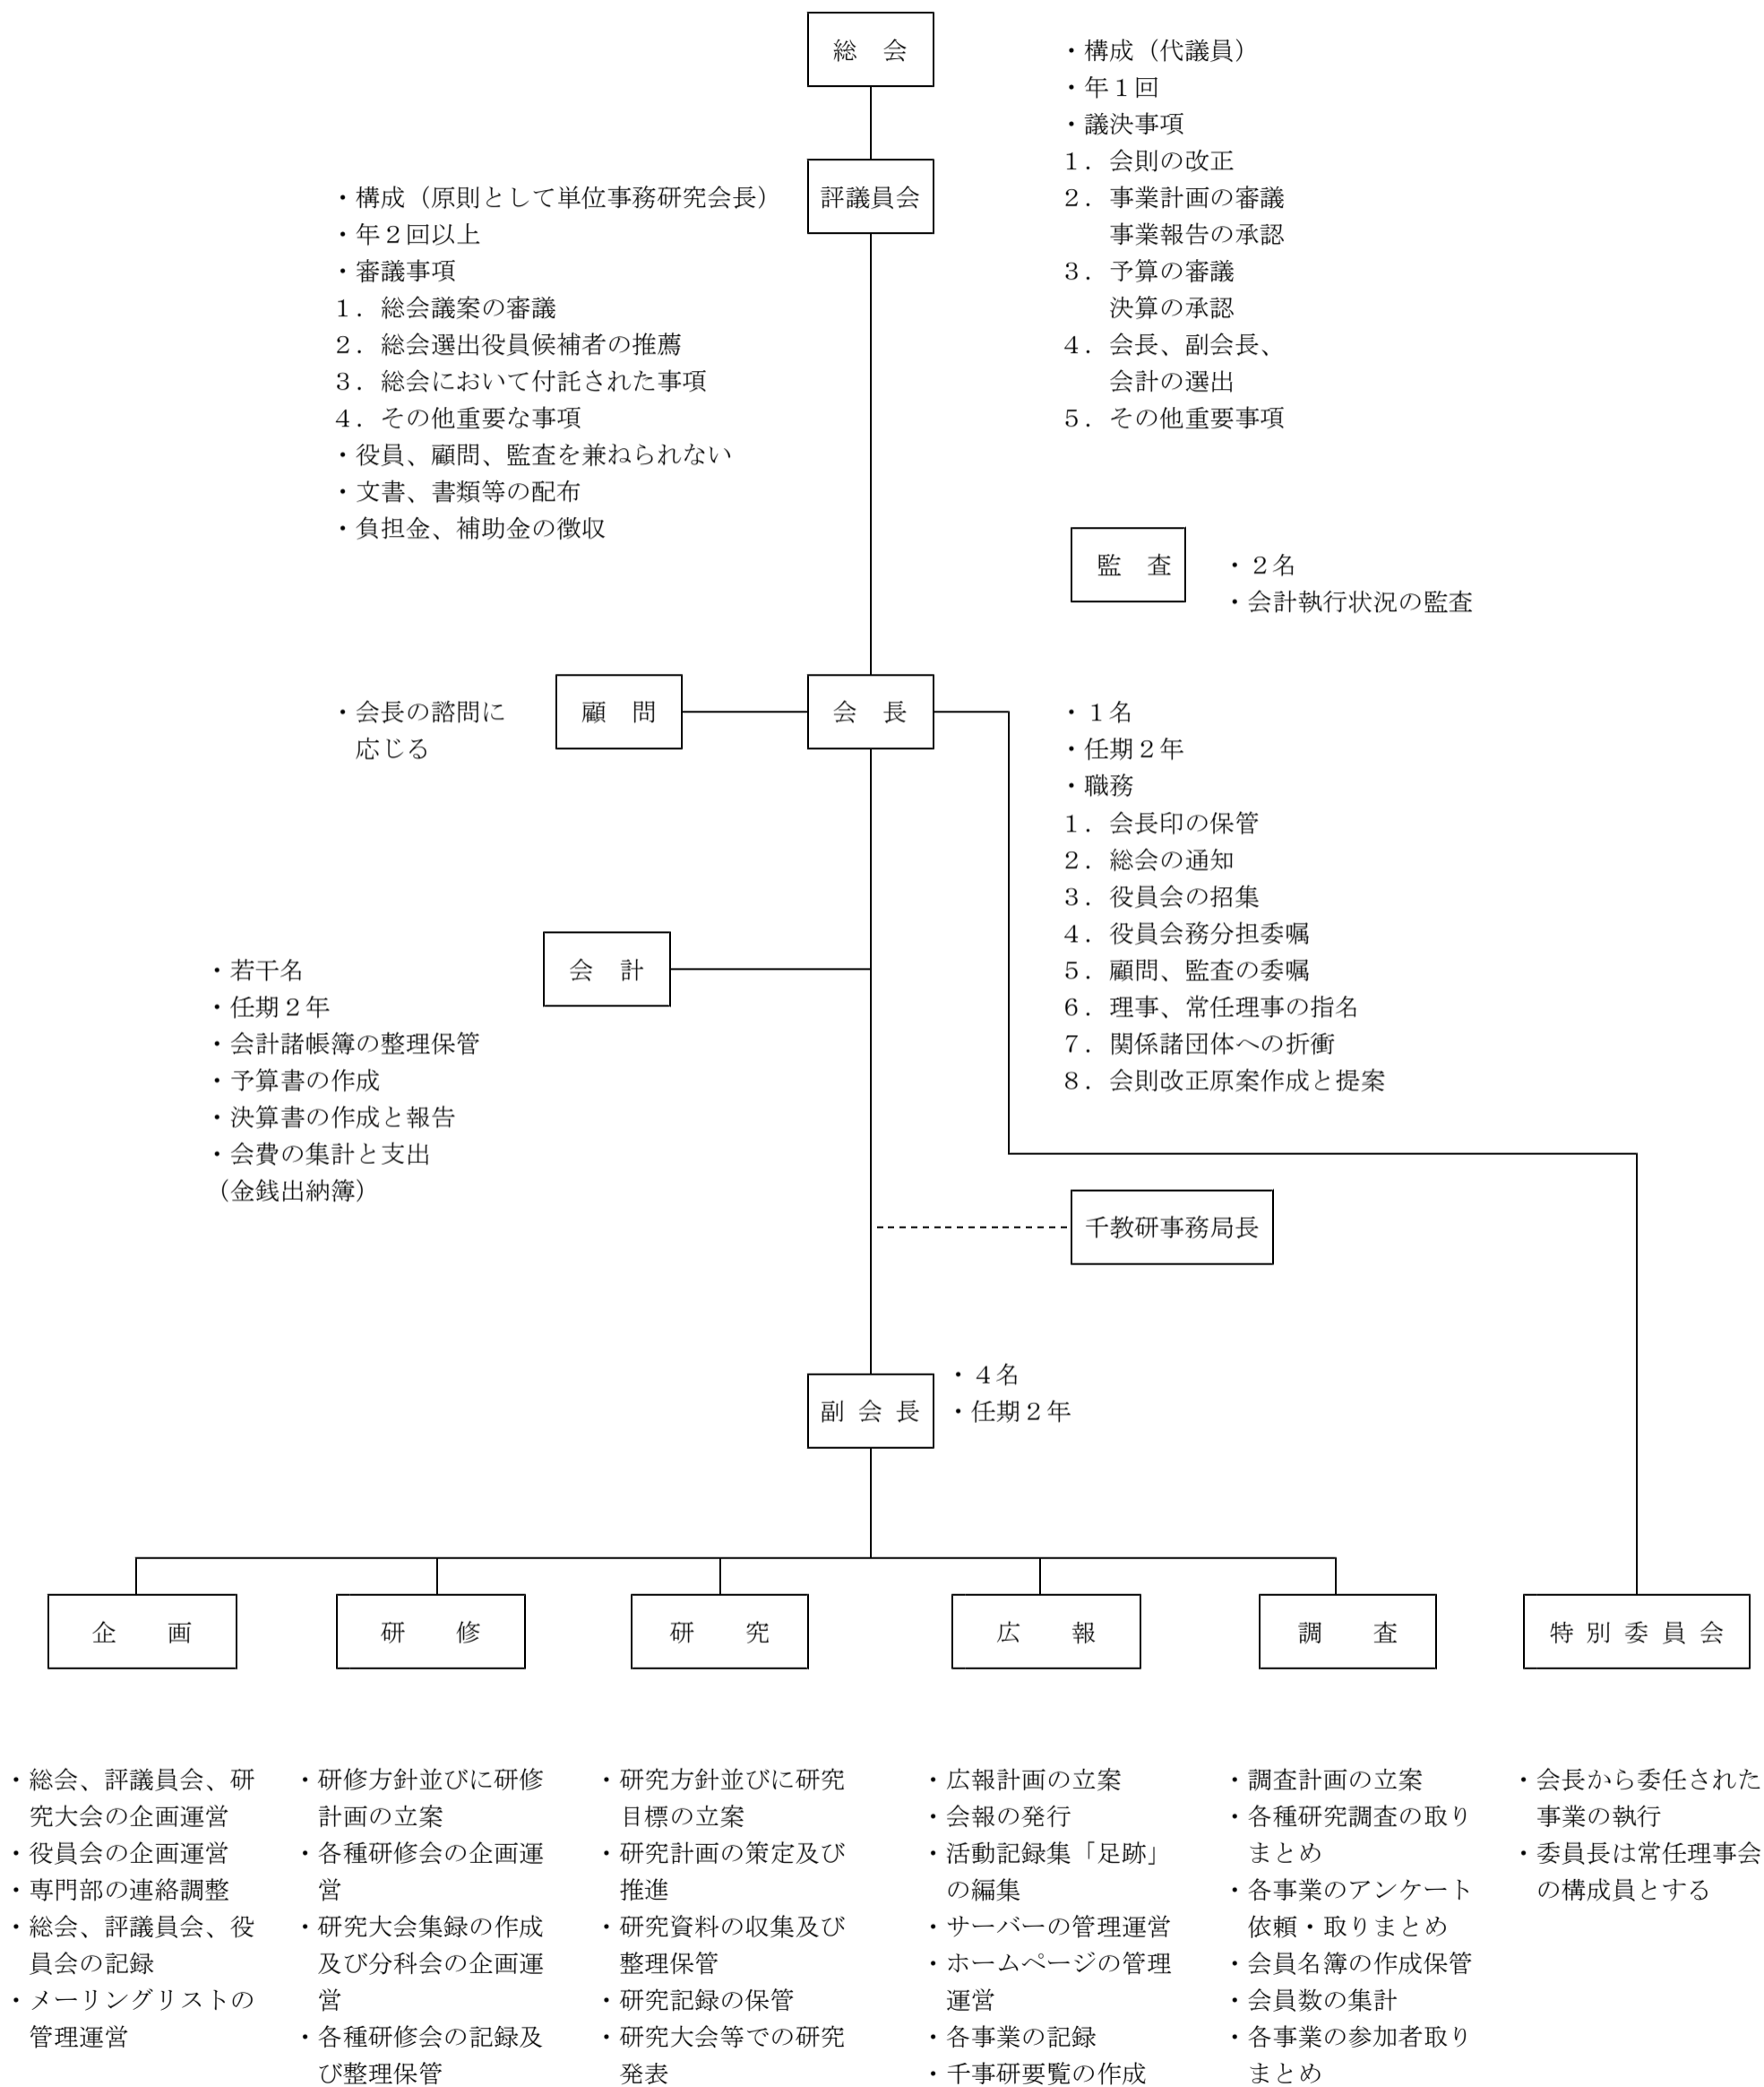 総　会
・構成（代議員）
・年１回
・議決事項
１．会則の改正
２．事業計画の審議
事業報告の承認
３．予算の審議
決算の承認
４．会長、副会長、
会計の選出
５．その他重要事項
評議員会
・構成（原則として単位事務研究会長）
・年２回以上
・審議事項
１．総会議案の審議
２．総会選出役員候補者の推薦
３．総会において付託された事項
４．その他重要な事項
・役員、顧問、監査を兼ねられない
・文書、書類等の配布
・負担金、補助金の徴収
監　査
・２名
・会計執行状況の監査
・会長の諮問に
応じる
顧　問
会　長
・１名
・任期２年
・職務
１．会長印の保管
２．総会の通知
３．役員会の招集
４．役員会務分担委嘱
５．顧問、監査の委嘱
６．理事、常任理事の指名
７．関係諸団体への折衝
８．会則改正原案作成と提案
会　計
・若干名
・任期２年
・会計諸帳簿の整理保管
・予算書の作成
・決算書の作成と報告
・会費の集計と支出
（金銭出納簿）
千教研事務局長
副 会 長
・４名
・任期２年
企　　画
・総会、評議員会、研
究大会の企画運営
・役員会の企画運営
・専門部の連絡調整
・総会、評議員会、役
員会の記録
・メーリングリストの
管理運営
研　　修
・研修方針並びに研修
計画の立案
・各種研修会の企画運
営
・研究大会集録の作成
及び分科会の企画運
営
・各種研修会の記録及
び整理保管
研　　究
・研究方針並びに研究
目標の立案
・研究計画の策定及び
推進
・研究資料の収集及び
整理保管
・研究記録の保管
・研究大会等での研究
発表
広　　報
・広報計画の立案
・会報の発行
・活動記録集「足跡」
の編集
・サーバーの管理運営
・ホームページの管理
運営
・各事業の記録
・千事研要覧の作成
調　　査
・調査計画の立案
・各種研究調査の取り
まとめ
・各事業のアンケート
依頼・取りまとめ
・会員名簿の作成保管
・会員数の集計
・各事業の参加者取り
まとめ
特 別 委 員 会
・会長から委任された
事業の執行
・委員長は常任理事会
の構成員とする